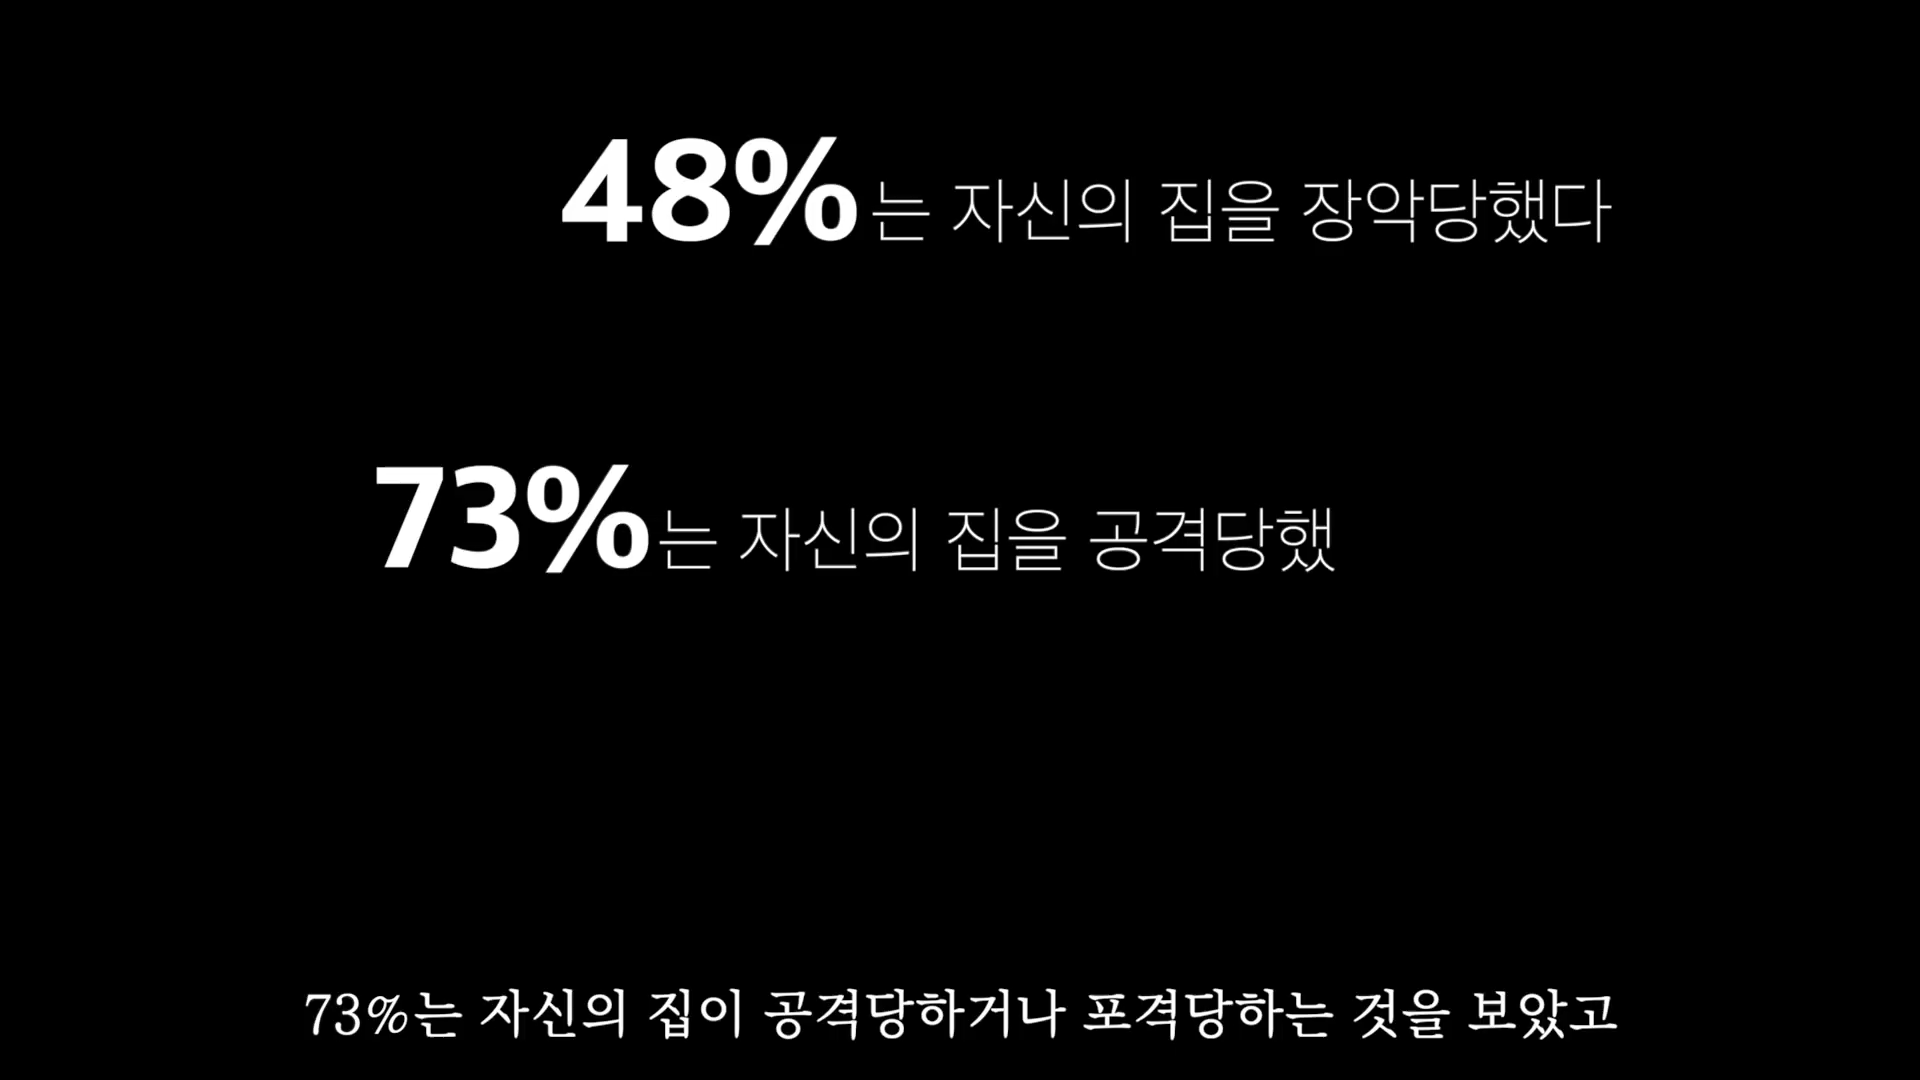 48%는 자신의 집을 장악당했다
73%는 자신의 집을 공격당했
73%는 자신의 집이 공격당하거나 포격당하는 것을 보았고